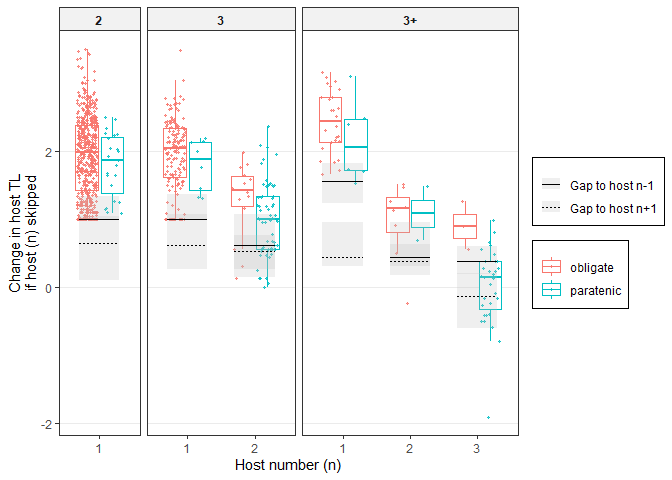 2
3
3+
Change in host TL
if host (n) skipped
2
0
-2
1
1
2
1
2
3
Host number (n)
Gap to host n-1
Gap to host n+1
obligate
paratenic